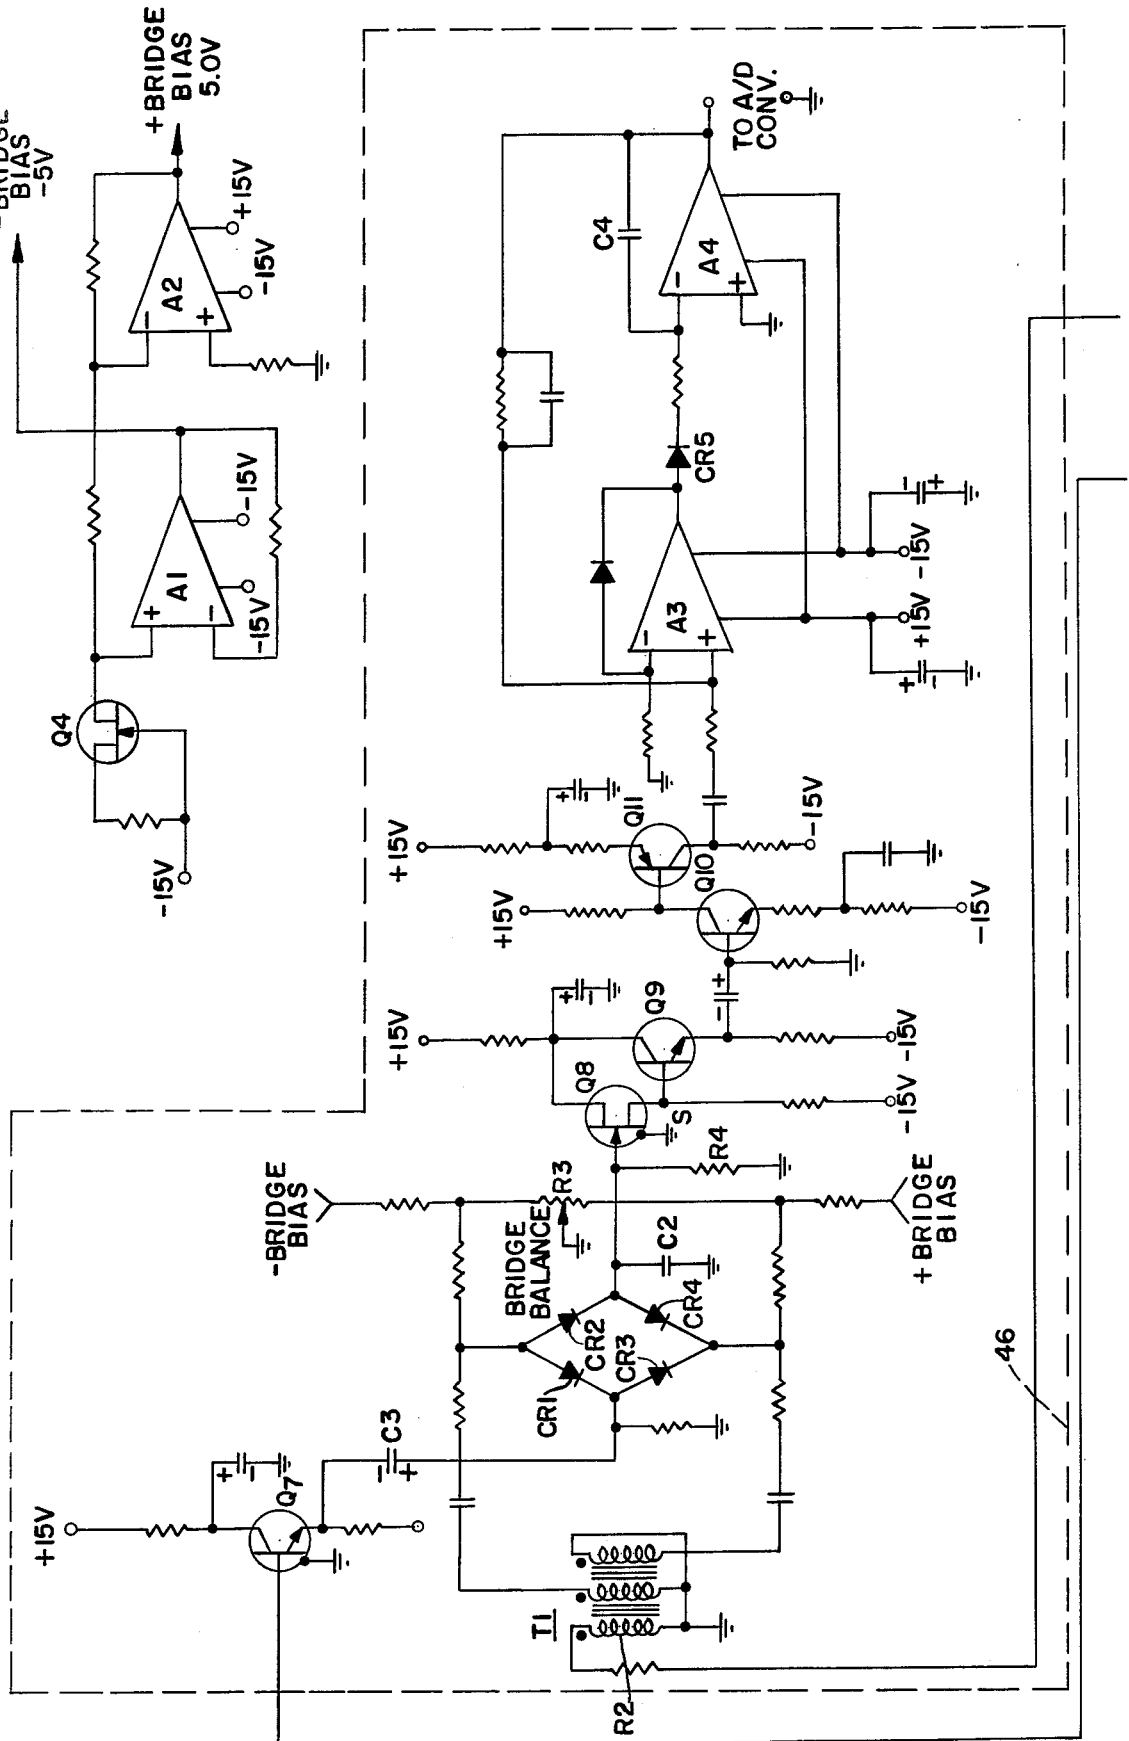 +BRIDGE
BIAS
5.0V
BIAS
-5V
A2
-
+
+15V
-15V
A1
+
-
-15V
-15V
Q4
-15V
TO A/D
CONV.
C4
A4
-
+
CR5
A3
-
+
-
+
-15V
+15V
+
-
+15V
+
-
Q11
-15V
+15V
Q10
-15V
+15V
+
-
Q9
-
+
-15V
Q8
S
-15V
R4
-BRIDGE
BIAS
R3
BRIDGE
BALANCE
C2
+BRIDGE
BIAS
CR2
CR4
CR1
CR3
46
C3
-
+
+15V
+
-
Q7
T1
R2